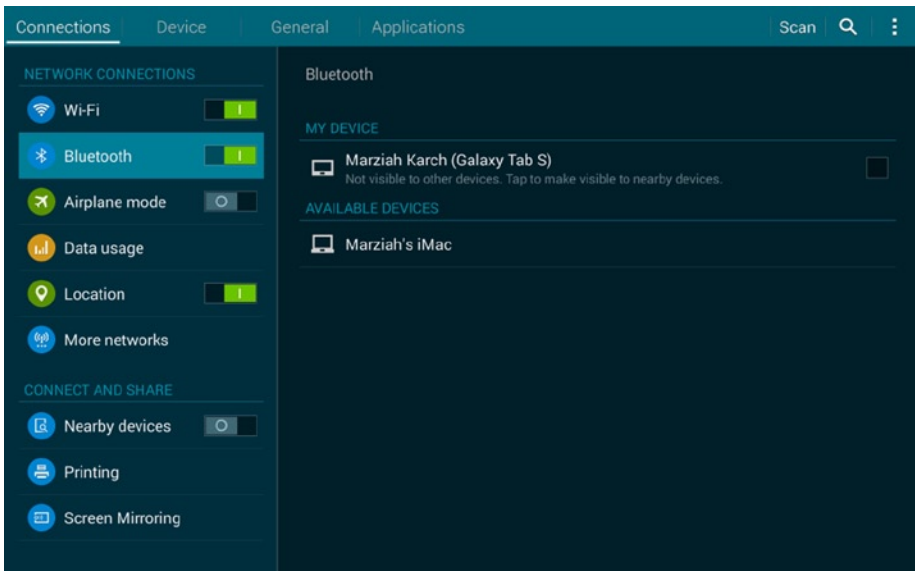 Connections Device General Applications Scan
NETWORK CONNECTIONS
Wi-Fi
Bluetooth
Airplane mode
Data usage
Location
More networks
CONNECT AND SHARE
Nearby devices
Printing
Screen Mirroring
Bluetooth
MY DEVICE
Marziah Karch (Galaxy Tab S)
Not visible to other devices. Tap to make visible to nearby devices.
AVAILABLE DEVICES
Marziah's iMac